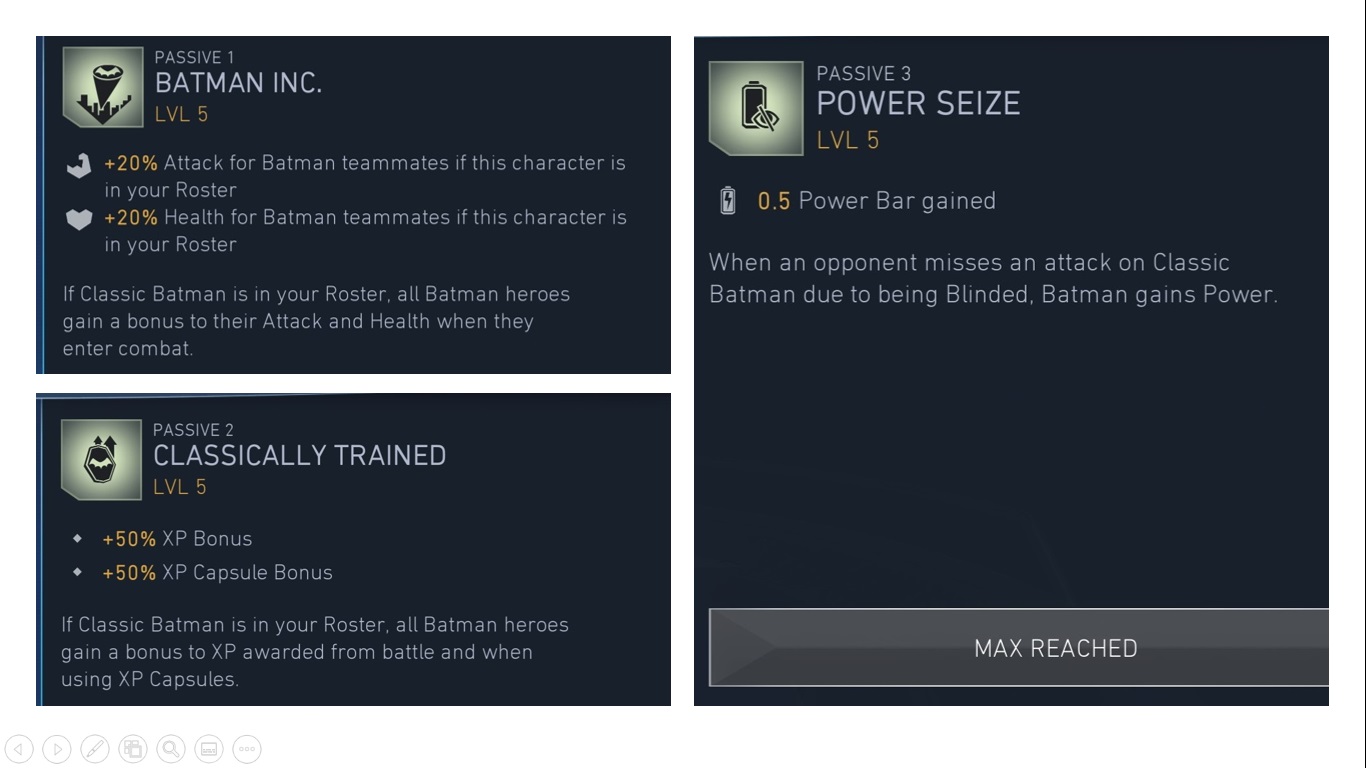 PASSIVE 1
BATMAN INC.
LVL 5
+20% Attack for Batman teammates if this character is
in your Roster
+20% Health for Batman teammates if this character is
in your Roster
If Classic Batman is in your Roster, all Batman heroes
gain a bonus to their Attack and Health when they
enter combat.
PASSIVE 2
CLASSICALLY TRAINED
LVL 5
+50% XP Bonus
+50% XP Capsule Bonus
If Classic Batman is in your Roster, all Batman heroes
gain a bonus to XP awarded from battle and when
using XP Capsules.
PASSIVE 3
POWER SEIZE
LVL 5
0.5 Power Bar gained
When an opponent misses an attack on Classic
Batman due to being Blinded, Batman gains Power.
MAX REACHED